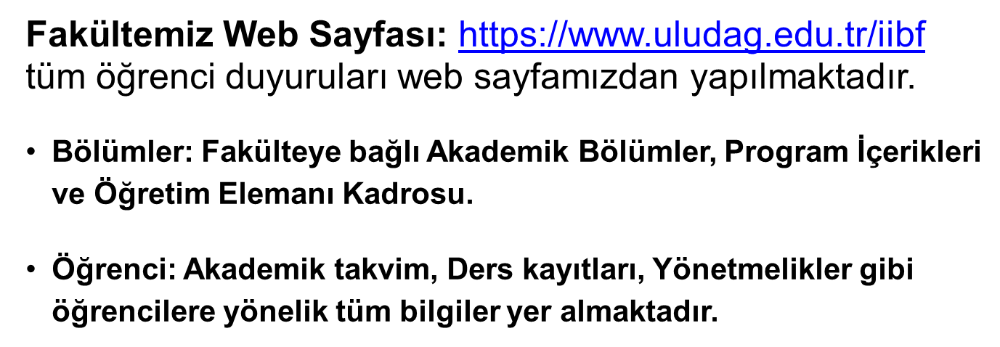 Fakültemiz Web Sayfası: https://www.uludag.edu.tr/iibf
tüm öğrenci duyuruları web sayfamızdan yapılmaktadır.
• Bölümler: Fakülteye bağlı Akademik Bölümler, Program İçerikleri
ve Öğretim Elemanı Kadrosu.
• Öğrenci: Akademik takvim, Ders kayıtları, Yönetmelikler gibi
öğrencilere yönelik tüm bilgiler yer almaktadır.